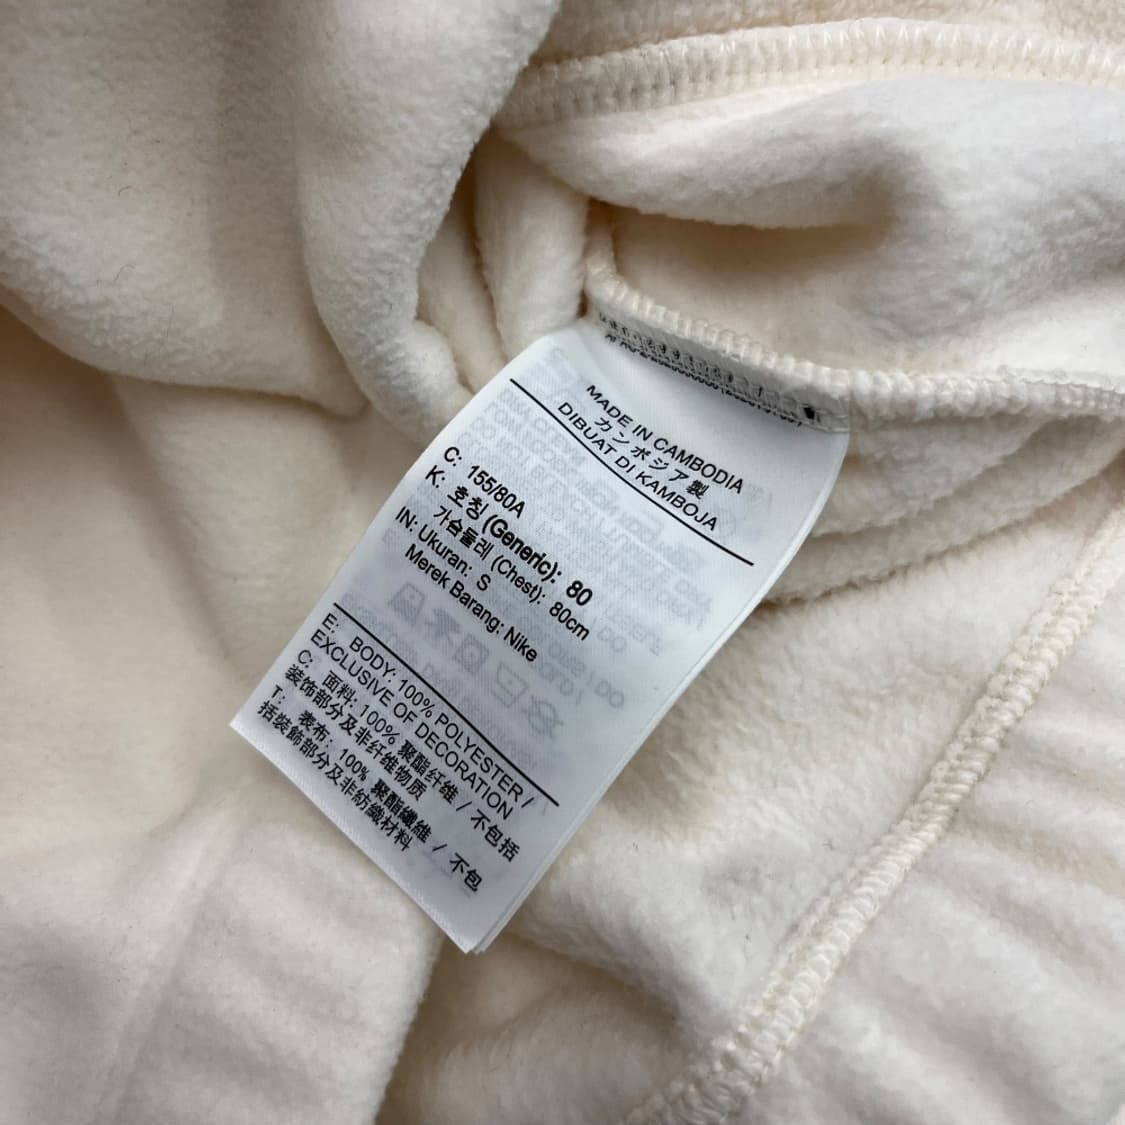 MADE IN CAMBODIA
カンボジア製
DIBUAT DI KAMBOJA
C: 155/80A
K: 호칭(Generic): 80
가슴둘레 (Chest): 80cm
IN: Ukuran: S
Merek Barang: Nike
E: BODY: 100% POLYESTER /
EXCLUSIVE OF DECORATION
C: 面料: 100% 聚酯纤维 / 不包括
装饰部分及非纤维物质
T: 表布: 100% 聚酯纖維 / 不包
括裝飾部分及非紡織材料